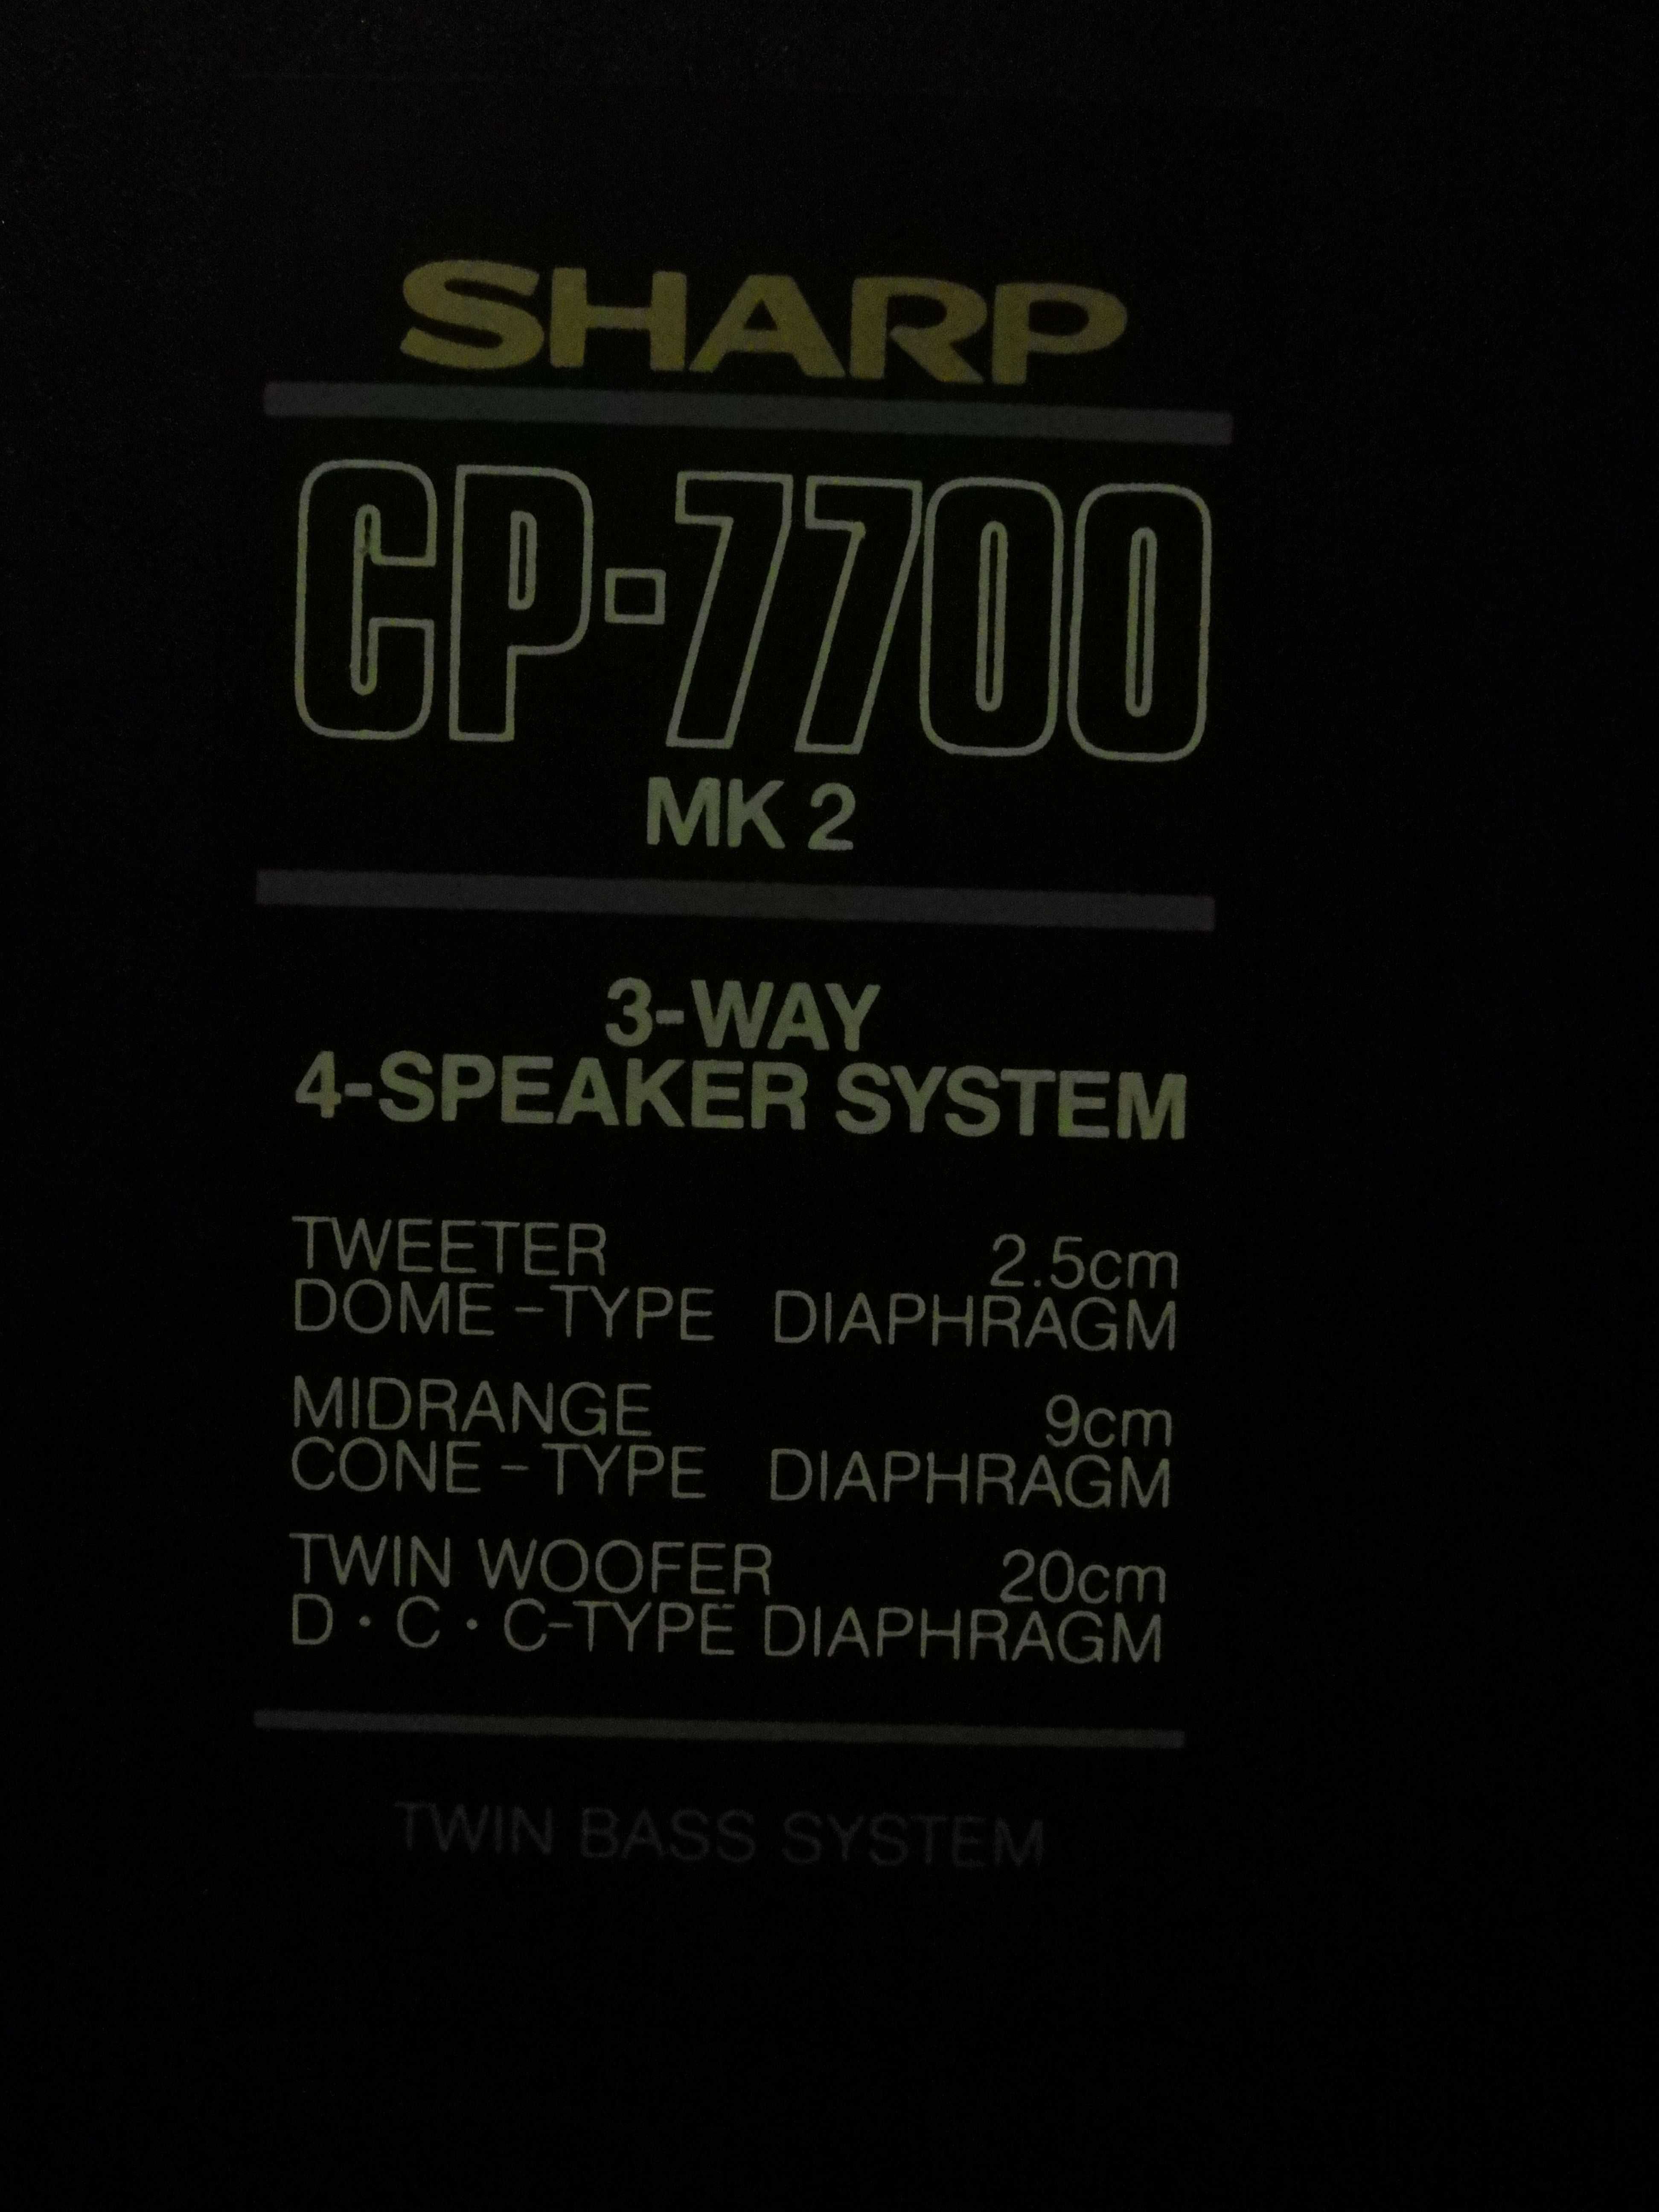 SHARP
CP-7700
MK 2
3-WAY
4-SPEAKER SYSTEM
TWEETER 2.5cm
DOME-TYPE DIAPHRAGM
MIDRANGE 9cm
CONE-TYPE DIAPHRAGM
TWIN WOOFER 20cm
D・C・C-TYPE DIAPHRAGM
TWIN BASS SYSTEM